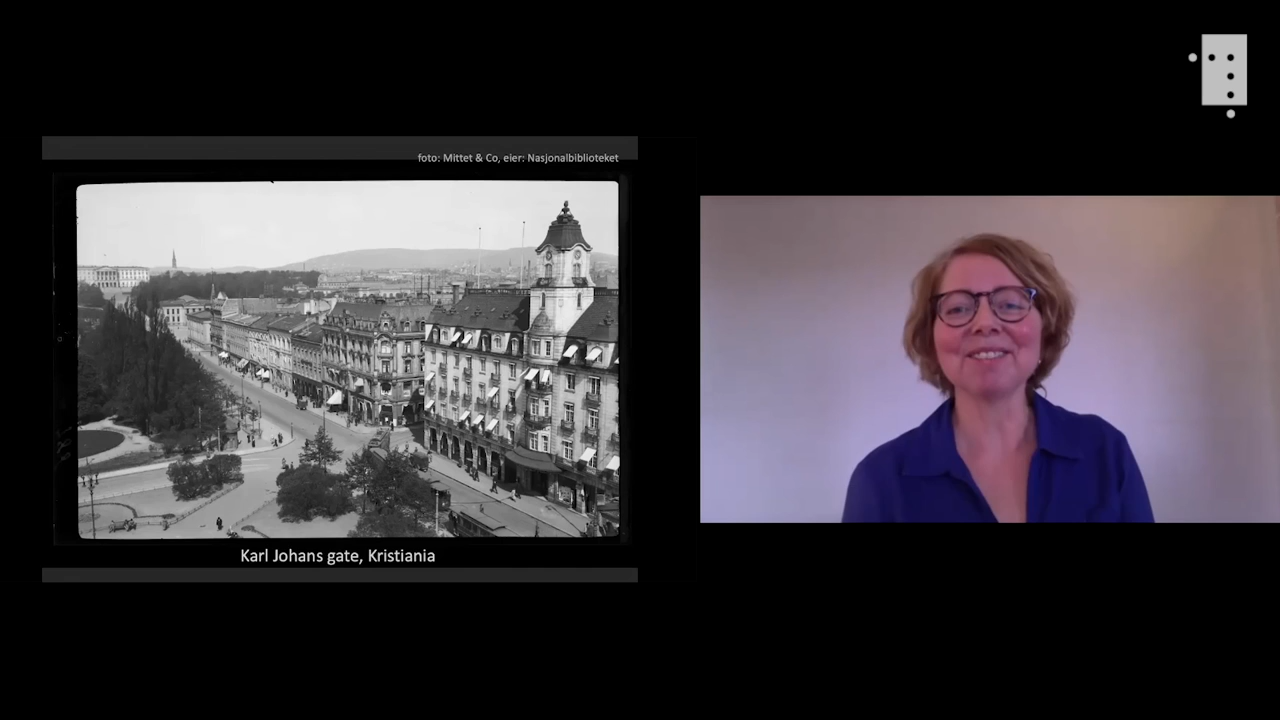 foto: Mittet & Co, eier: Nasjonalbiblioteket
Karl Johans gate, Kristiania